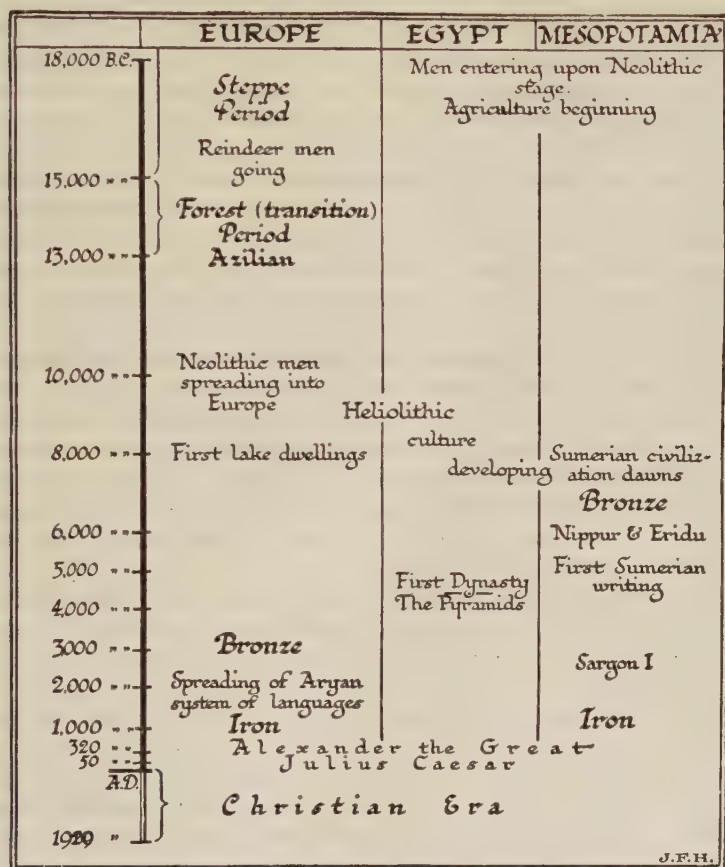 EUROPE EGYPT MESOPOTAMIA
18,000 B.C.
Men entering upon Neolithic
stage.
Agriculture beginning
Steppe
Period
Reindeer men
going
15,000 " "
Forest (transition)
Period
13,000 " "
Azilian
10,000 " "
Neolithic men
spreading into
Europe
Heliolithic
culture
developing
8,000 " "
First lake dwellings
Sumerian civiliz-
ation dawns
Bronze
6,000 " "
Nippur & Eridu
5,000 " "
First Dynasty
The Pyramids
First Sumerian
writing
4,000 " "
3,000 " "
Bronze
Sargon I
2,000 " "
Spreading of Aryan
system of languages
1,000 " "
Iron
Iron
320 " "
Alexander the Great
50 " "
Julius Caesar
A.D.
Christian Era
J.F.H.